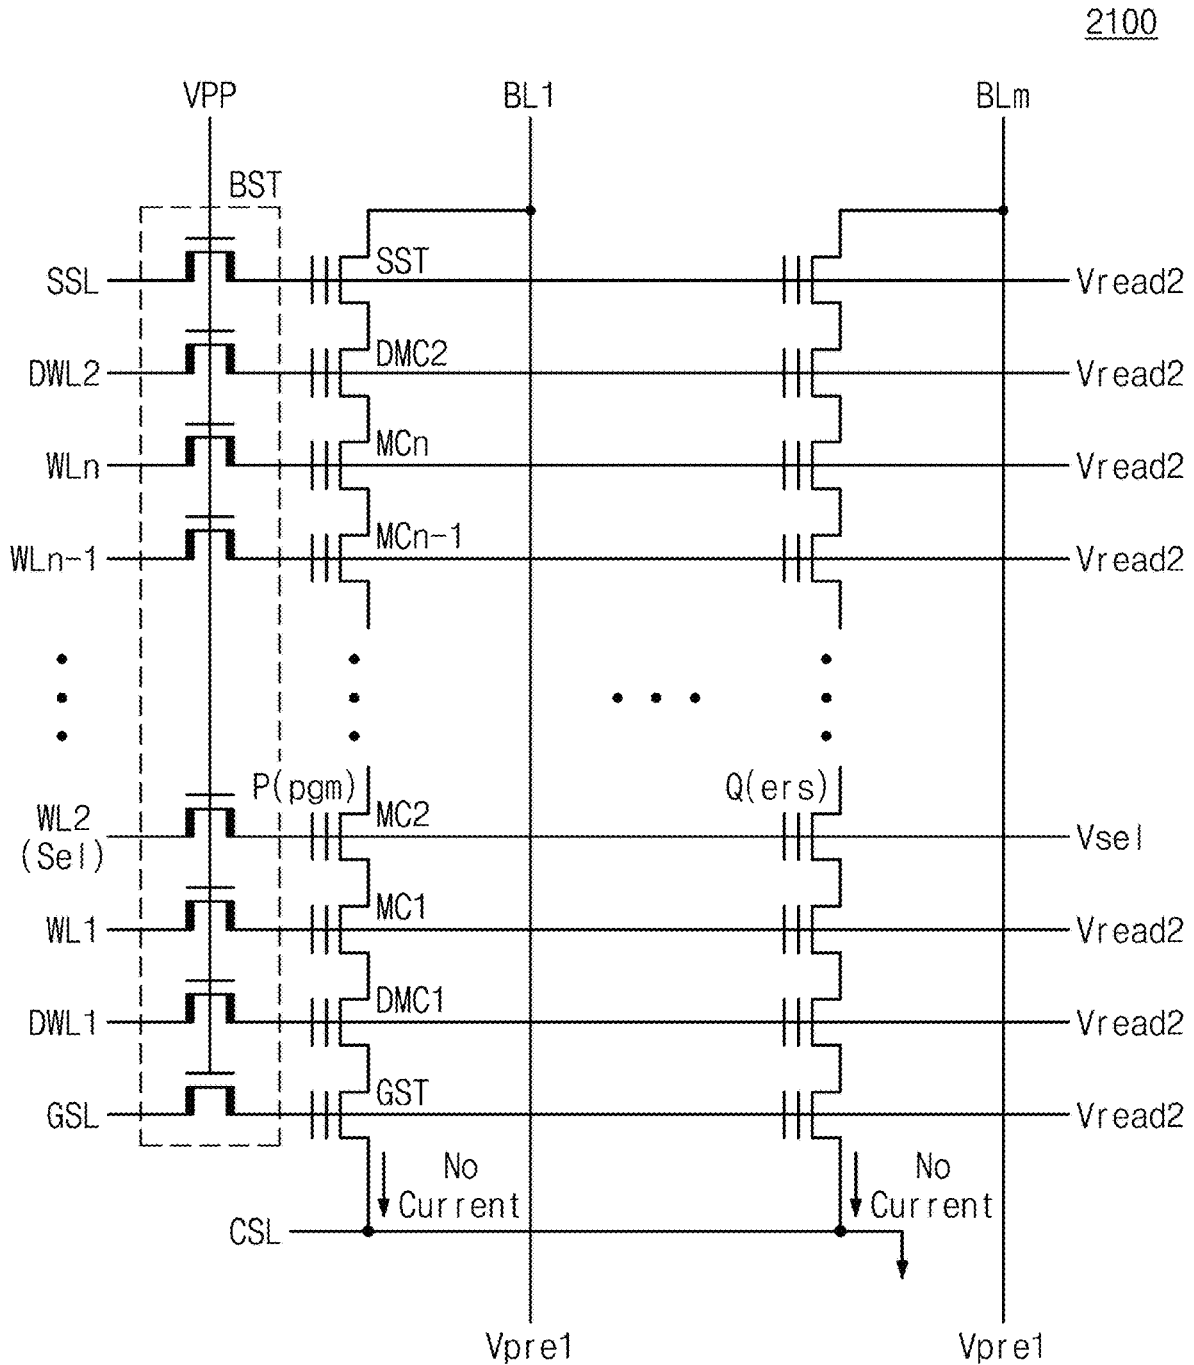 2100
VPP BL1 BLm
BST
SSL SST Vread2
DWL2 DMC2 Vread2
WLn MCn Vread2
WLn-1 MCn-1 Vread2
P(pgm) Q(ers)
WL2 MC2 Vsel
(Sel)
WL1 MC1 Vread2
DWL1 DMC1 Vread2
GSL GST Vread2
No No
Current Current
CSL
Vpre1 Vpre1